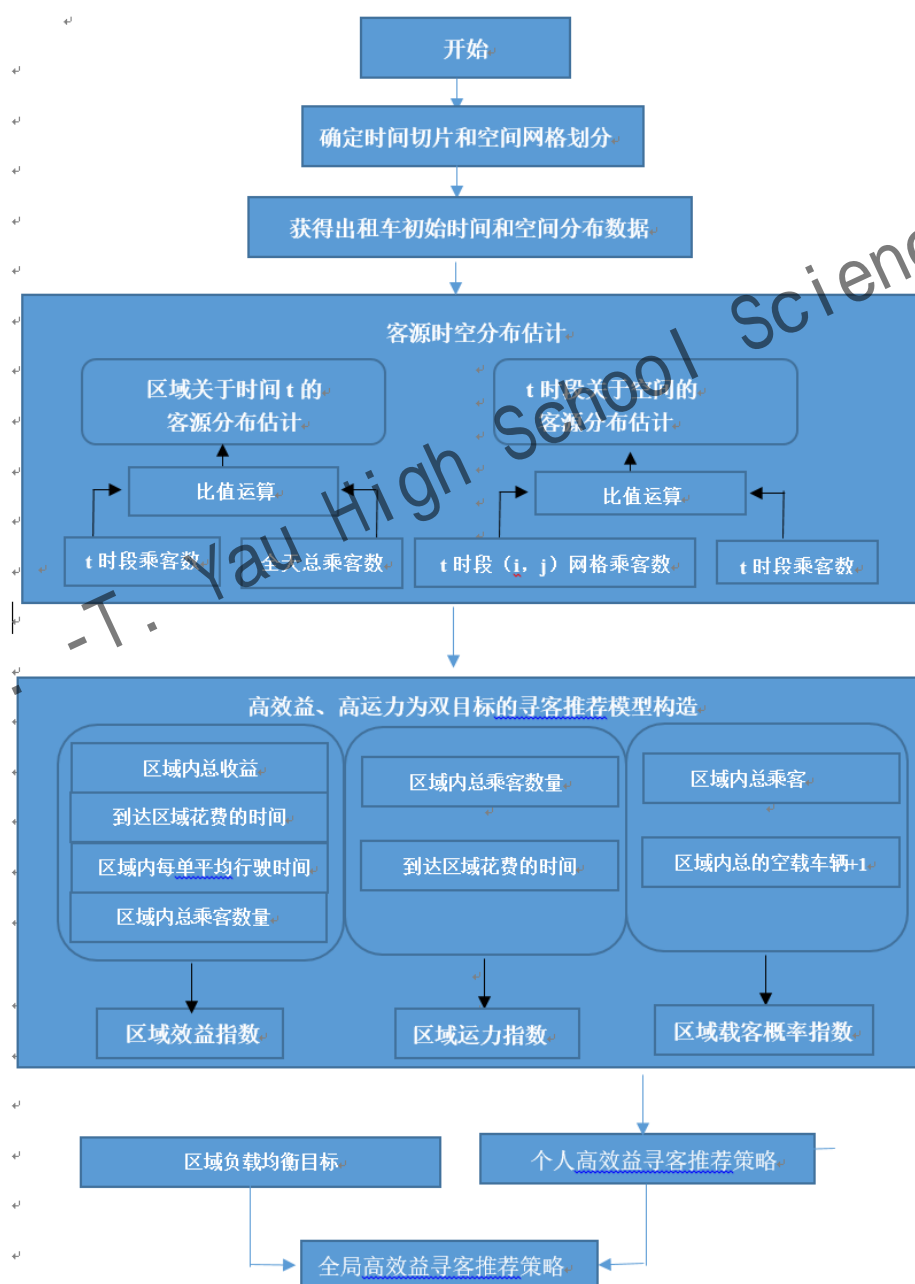 开始
确定时间切片和空间网格划分
获得出租车初始时间和空间分布数据
客源时空分布估计
区域关于时间 t 的
客源分布估计
t 时段关于空间的
客源分布估计
比值运算
比值运算
t 时段乘客数
全天总乘客数
t 时段（i，j）网格乘客数
t 时段乘客数
-T. Yau High School Scienc
高效益、高运力为双目标的寻客推荐模型构造
区域内总收益
到达区域花费的时间
区域内每单平均行驶时间
区域内总乘客数量
区域内总乘客数量
到达区域花费的时间
区域内总乘客
区域内总的空载车辆+1
区域效益指数
区域运力指数
区域载客概率指数
区域负载均衡目标
个人高效益寻客推荐策略
全局高效益寻客推荐策略